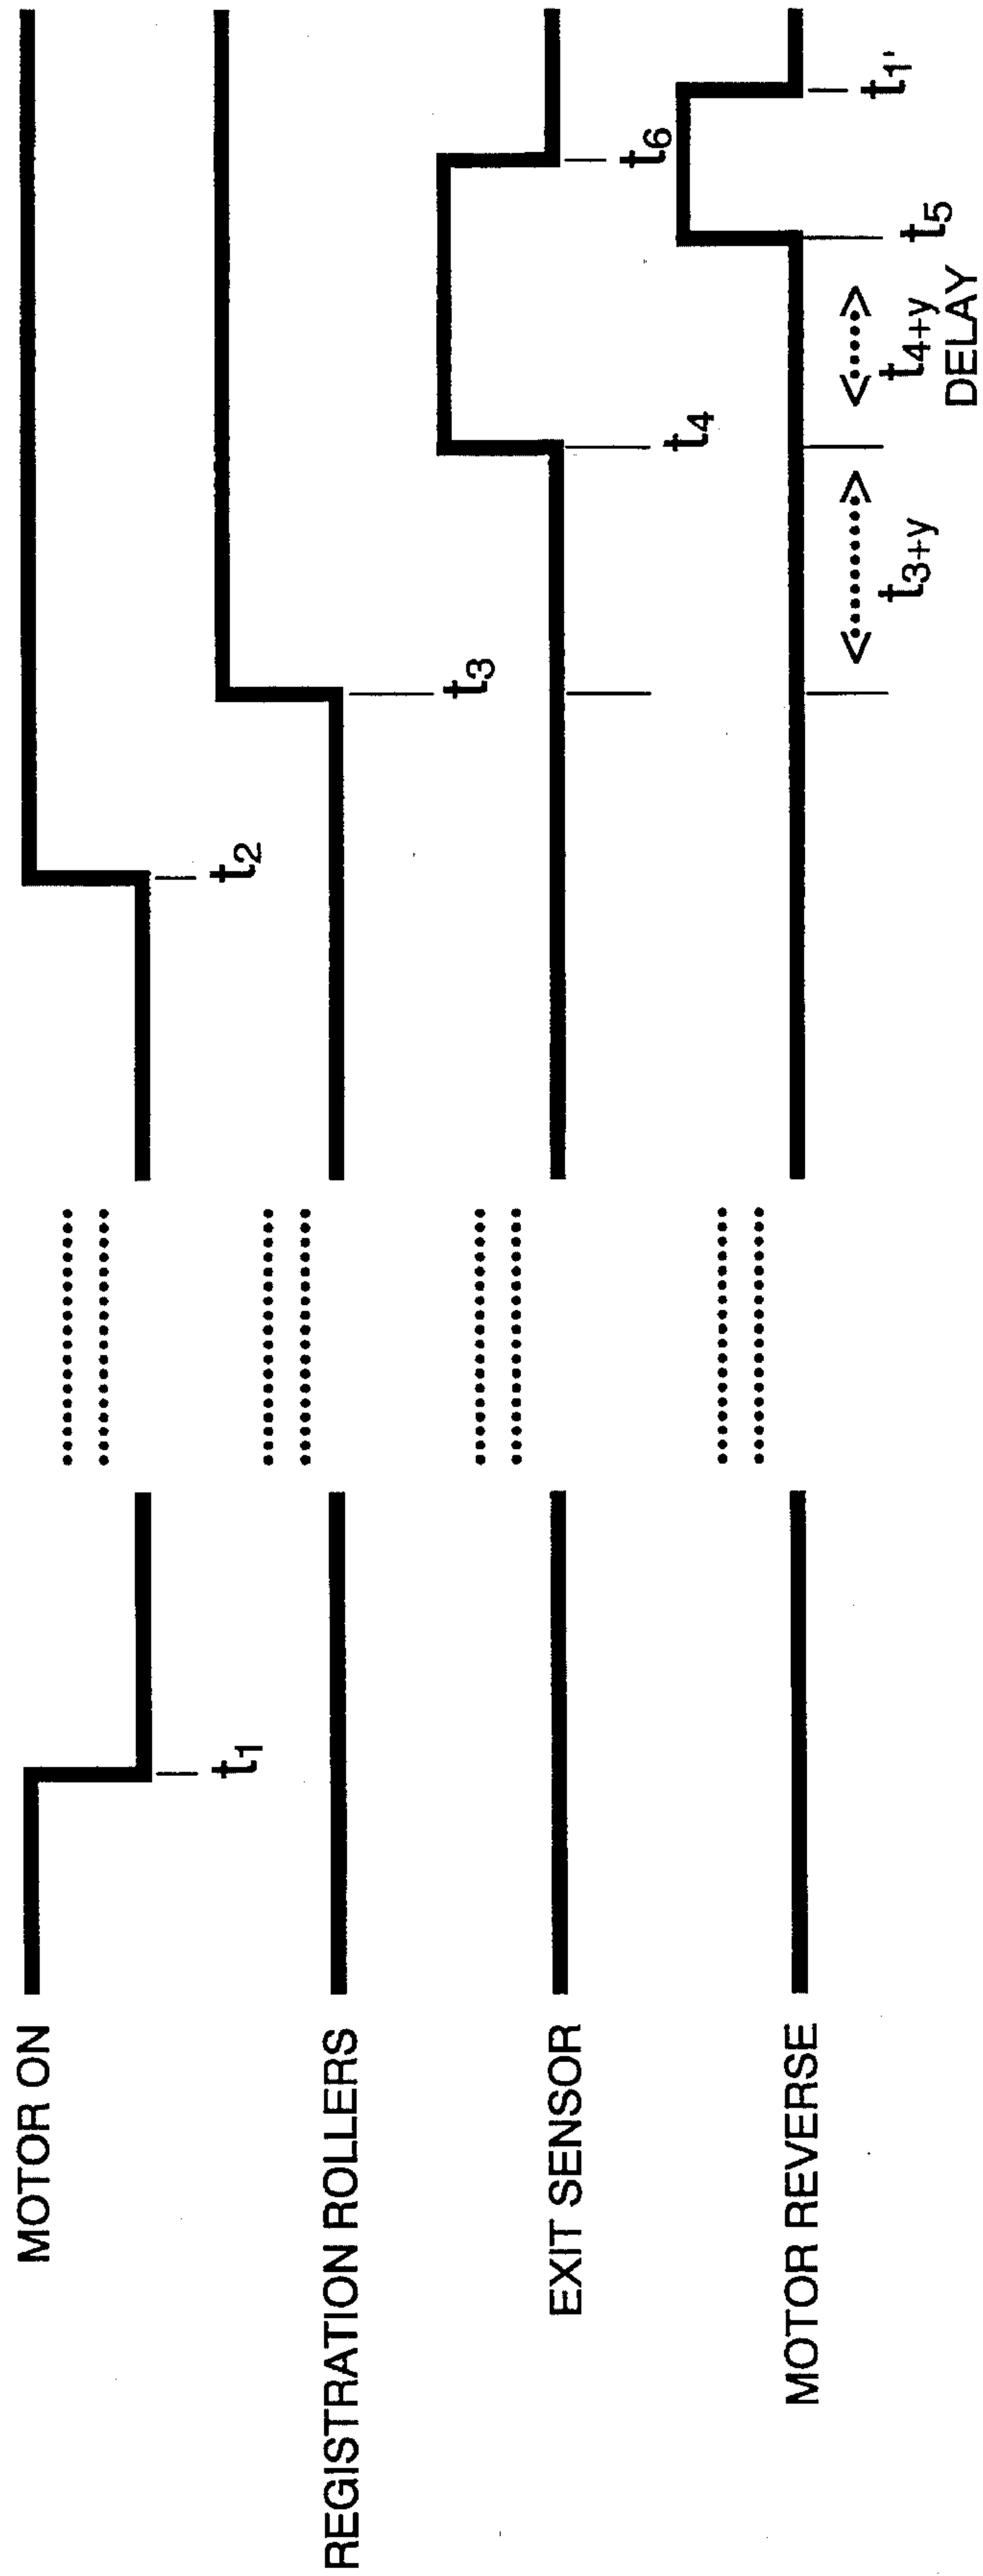 MOTOR ON
t1
t2
REGISTRATION ROLLERS
t3
EXIT SENSOR
t4
t6
MOTOR REVERSE
t3+y
t4+y
DELAY
t5
t1'